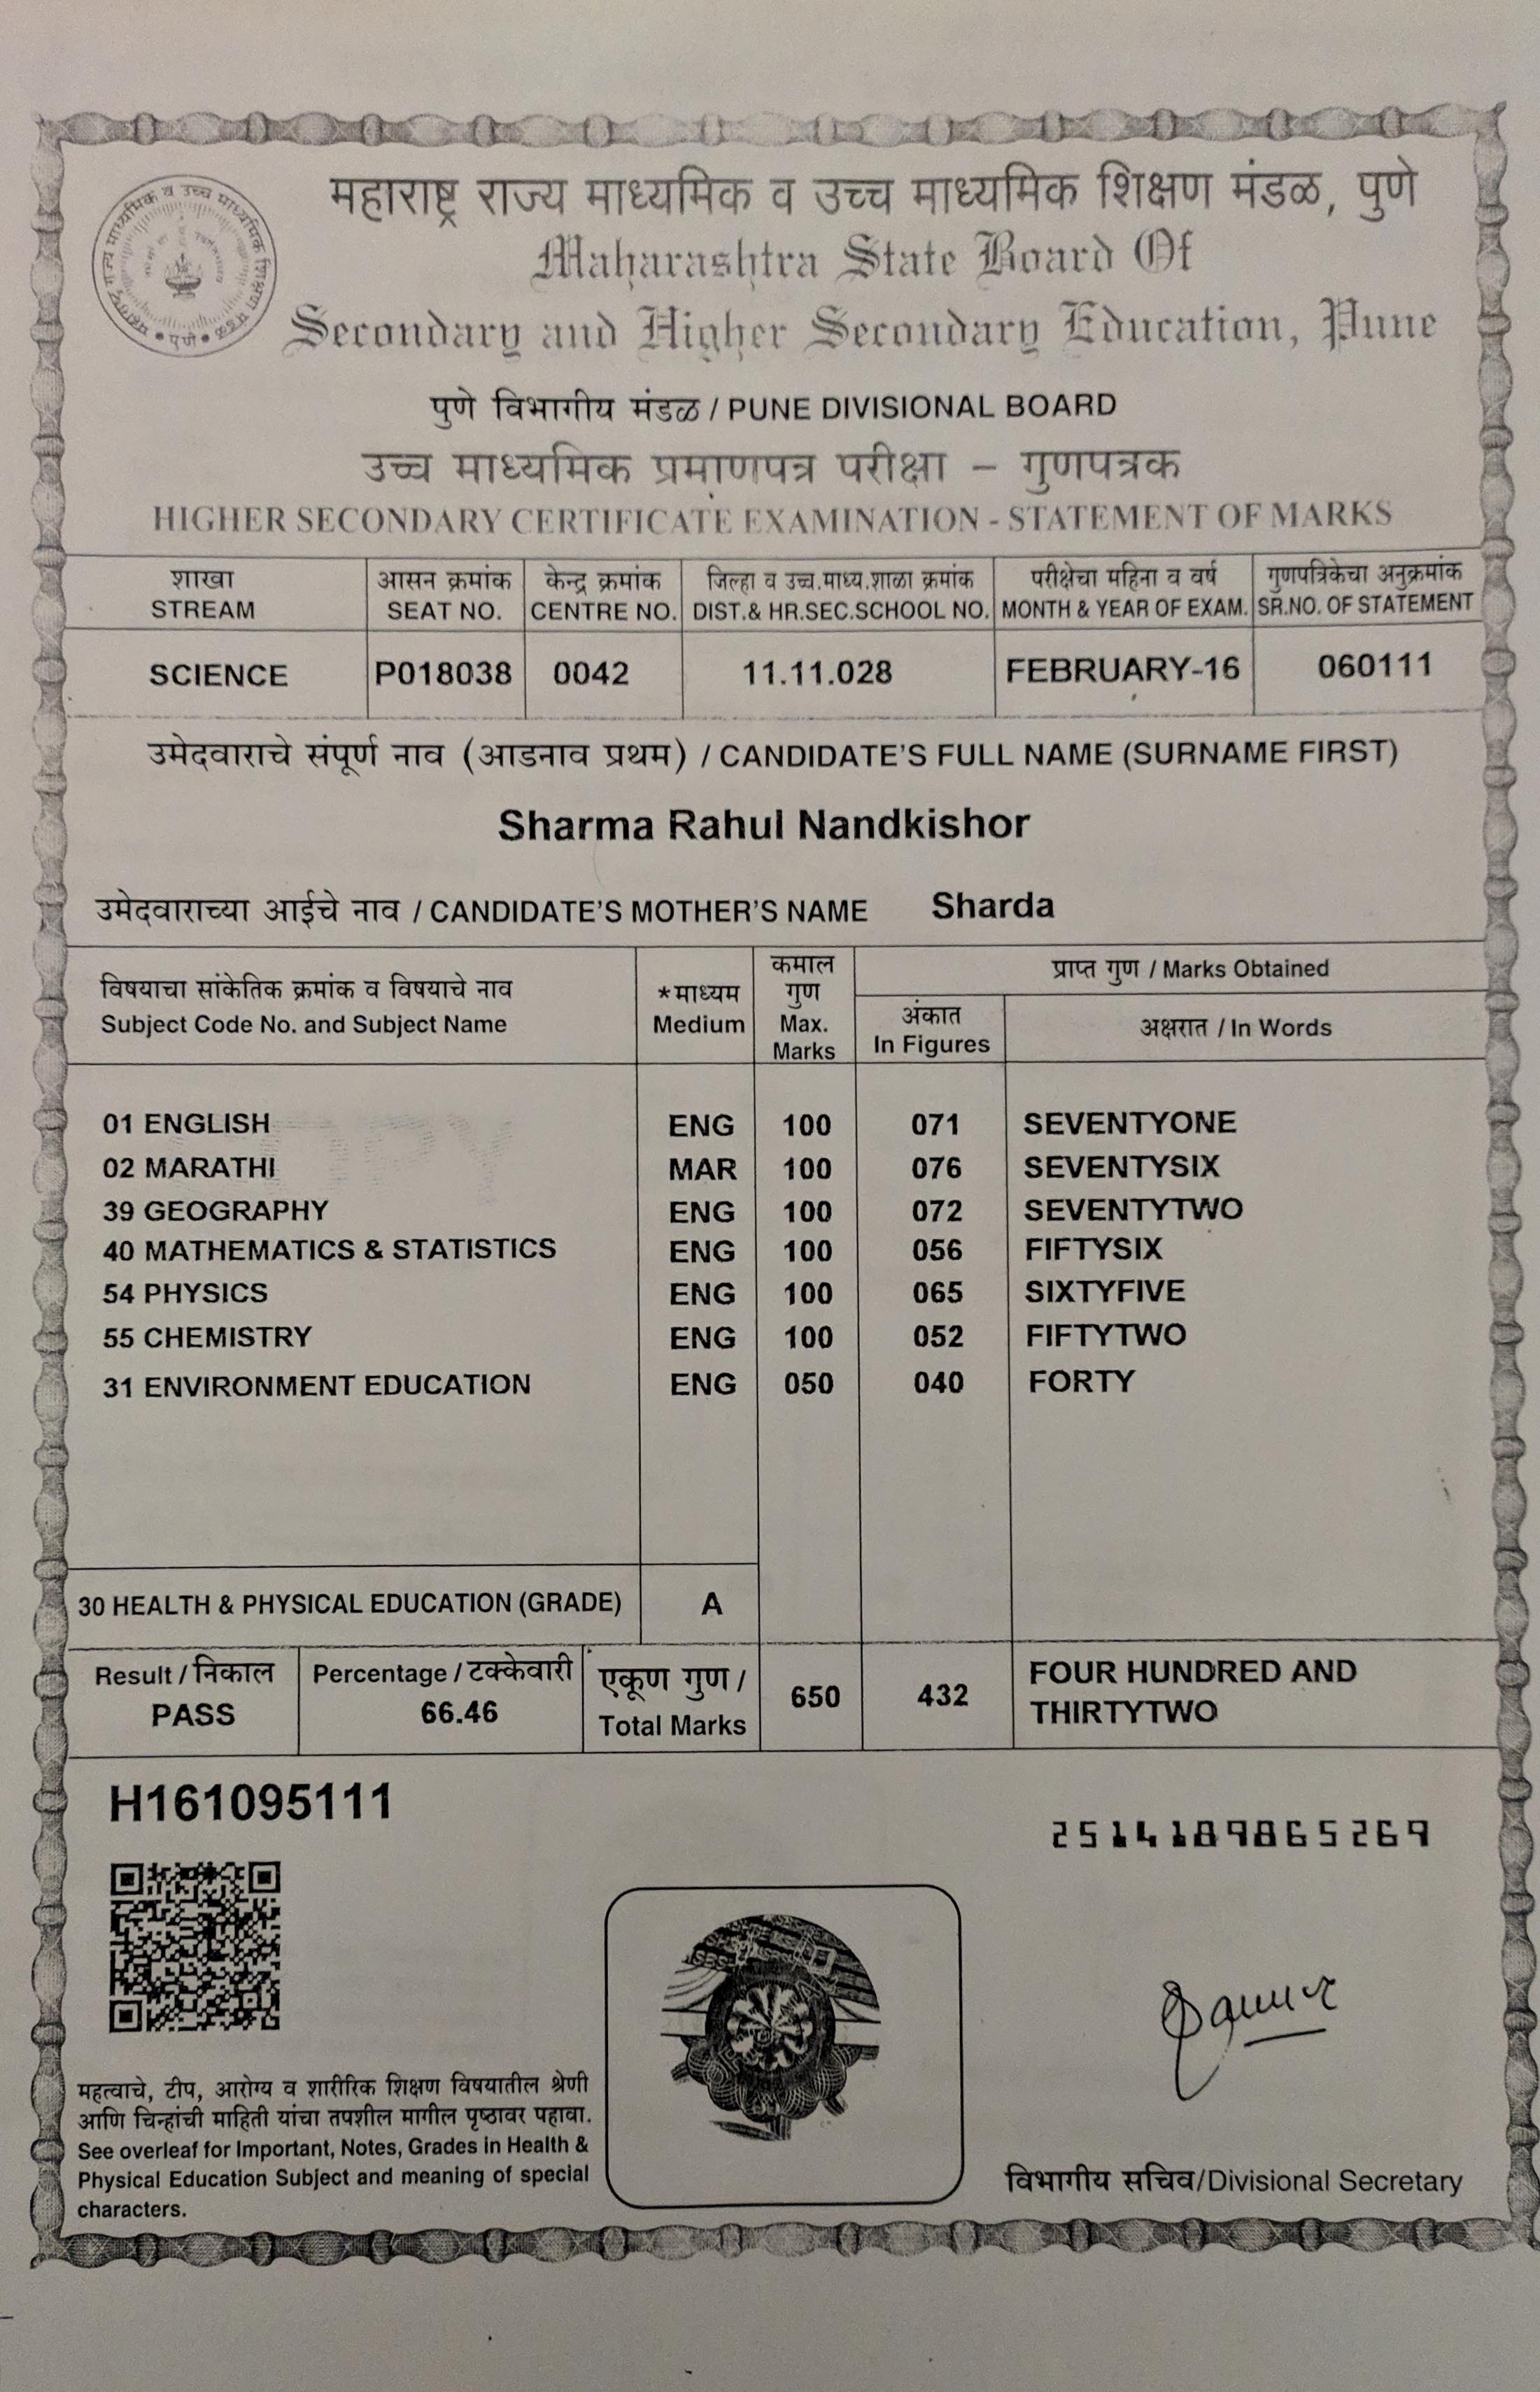 महाराष्ट्र राज्य माध्यमिक व उच्च माध्यमिक शिक्षण मंडळ, पुणे
Maharashtra State Board Of
Secondary and Higher Secondary Education, Pune
पुणे विभागीय मंडळ / PUNE DIVISIONAL BOARD
उच्च माध्यमिक प्रमाणपत्र परीक्षा – गुणपत्रक
HIGHER SECONDARY CERTIFICATE EXAMINATION - STATEMENT OF MARKS
शाखा आसन क्रमांक केन्द्र क्रमांक जिल्हा व उच्च.माध्य.शाळा क्रमांक परीक्षेचा महिना व वर्ष गुणपत्रिकेचा अनुक्रमांक
STREAM SEAT NO. CENTRE NO. DIST.& HR.SEC.SCHOOL NO. MONTH & YEAR OF EXAM. SR.NO. OF STATEMENT
SCIENCE P018038 0042 11.11.028 FEBRUARY-16 060111
उमेदवाराचे संपूर्ण नाव (आडनाव प्रथम) / CANDIDATE'S FULL NAME (SURNAME FIRST)
Sharma Rahul Nandkishor
उमेदवाराच्या आईचे नाव / CANDIDATE'S MOTHER'S NAME Sharda
विषयाचा सांकेतिक क्रमांक व विषयाचे नाव
Subject Code No. and Subject Name
*माध्यम
Medium
कमाल
गुण
Max.
Marks
प्राप्त गुण / Marks Obtained
अंकात
In Figures
अक्षरात / In Words
01 ENGLISH ENG 100 071 SEVENTYONE
02 MARATHI MAR 100 076 SEVENTYSIX
39 GEOGRAPHY ENG 100 072 SEVENTYTWO
40 MATHEMATICS & STATISTICS ENG 100 056 FIFTYSIX
54 PHYSICS ENG 100 065 SIXTYFIVE
55 CHEMISTRY ENG 100 052 FIFTYTWO
31 ENVIRONMENT EDUCATION ENG 050 040 FORTY
30 HEALTH & PHYSICAL EDUCATION (GRADE) A
Result / निकाल
PASS
Percentage / टक्केवारी
66.46
एकूण गुण /
Total Marks
650
432
FOUR HUNDRED AND
THIRTYTWO
H161095111
2514189865269
महत्वाचे, टीप, आरोग्य व शारीरिक शिक्षण विषयातील श्रेणी
आणि चिन्हांची माहिती यांचा तपशील मागील पृष्ठावर पहावा.
See overleaf for Important, Notes, Grades in Health &
Physical Education Subject and meaning of special
characters.
विभागीय सचिव/Divisional Secretary